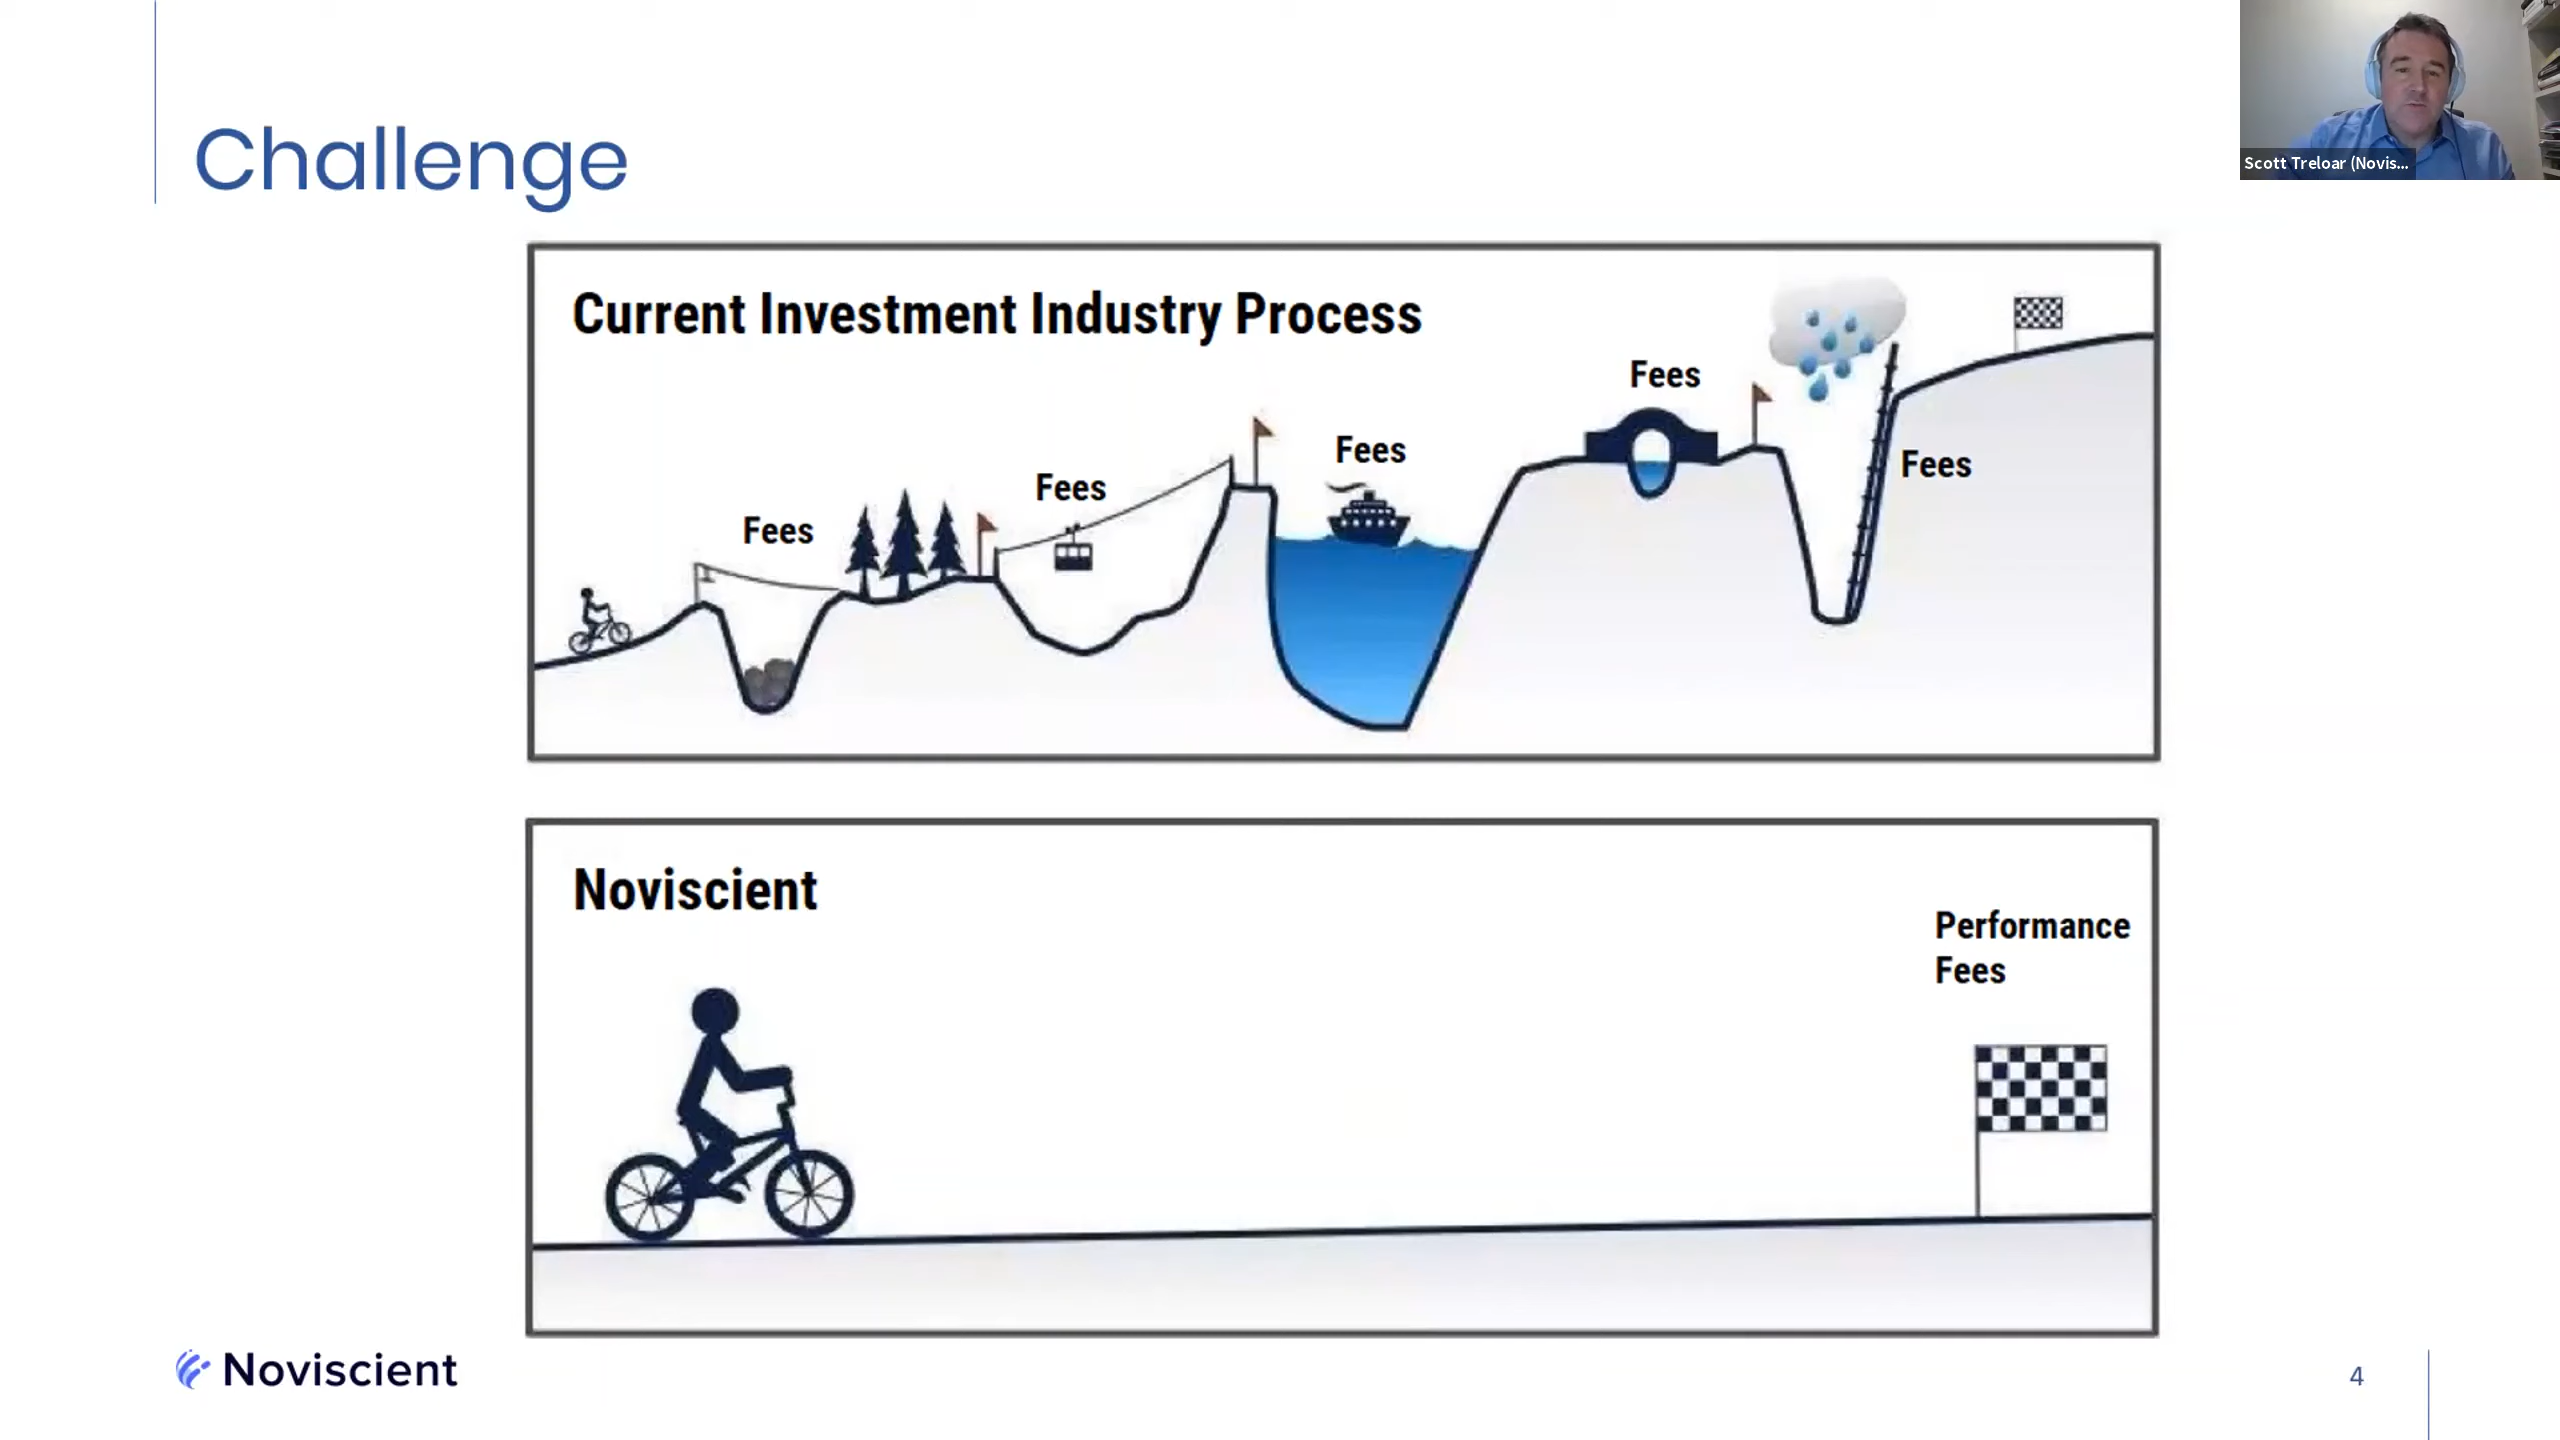 Scott Treloar (Novis...
Challenge
Current Investment Industry Process
Fees
Fees
Fees
Fees
Fees
Noviscient
Performance
Fees
Noviscient
4